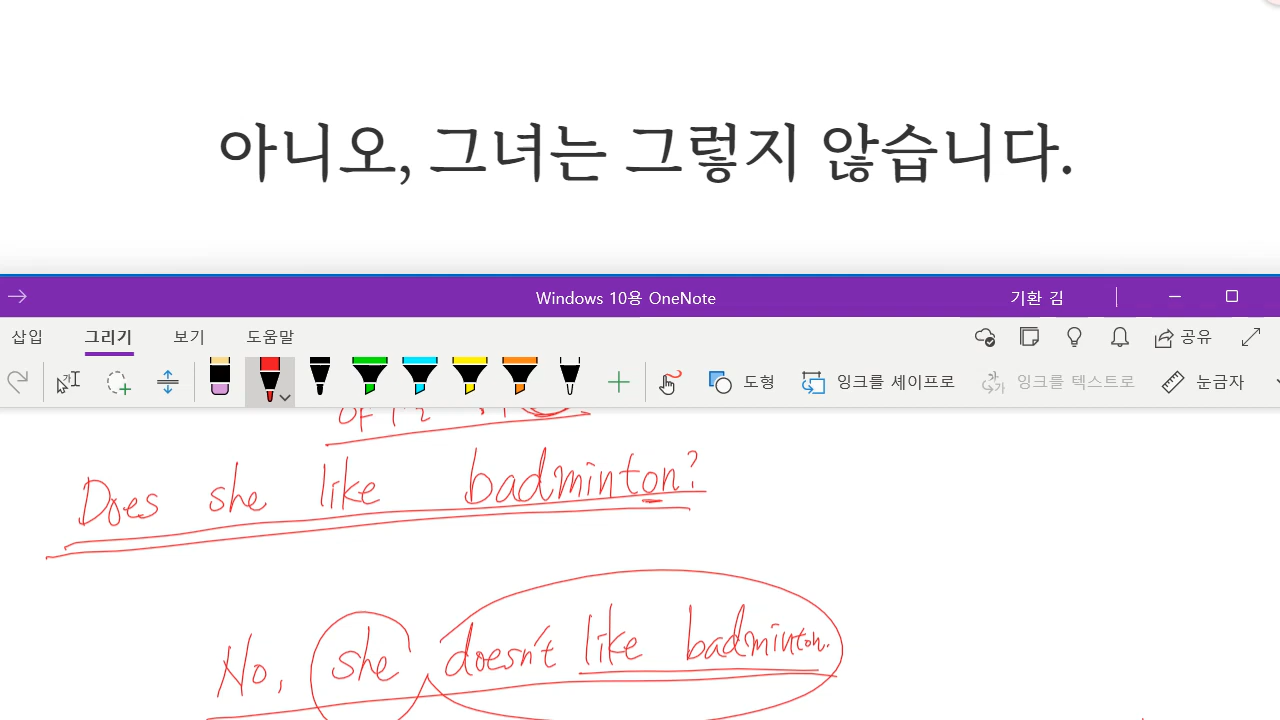 아니오, 그녀는 그렇지 않습니다.
Windows 10용 OneNote
기환 김
삽입 그리기 보기 도움말 공유
도형 잉크를 셰이프로 잉크를 텍스트로 눈금자
Does she like badminton?
No, she doesn't like badminton.